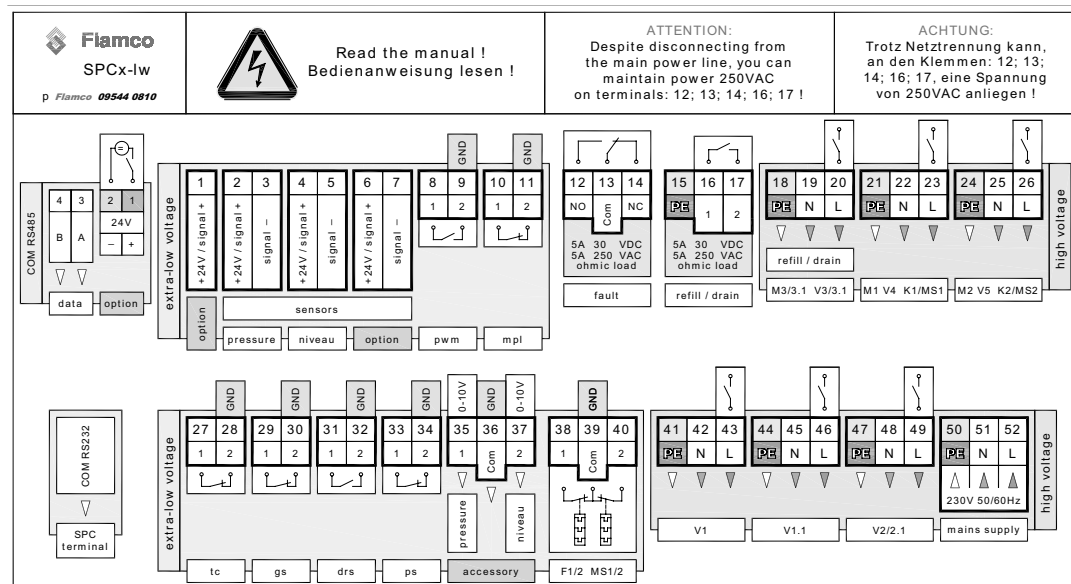 Flamco
SPCx-lw
p Flamco 09544 0810
Read the manual !
Bedienanweisung lesen !
ATTENTION:
Despite disconnecting from
the main power line, you can
maintain power 250VAC
on terminals: 12; 13; 14; 16; 17 !
ACHTUNG:
Trotz Netztrennung kann,
an den Klemmen: 12; 13;
14; 16; 17, eine Spannung
von 250VAC anliegen !
COM RS485
4 3 2 1
24V
B A – +
data option
extra-low voltage
GND GND
1 2 3 4 5 6 7 8 9 10 11
+24V / signal +
+24V / signal +
signal –
+24V / signal +
signal –
+24V / signal +
signal –
1 2 1 2
option
sensors
pressure niveau option pwm mpl
12 13 14
NO Com NC
5A 30 VDC
5A 250 VAC
ohmic load
fault
15 16 17
PE 1 2
5A 30 VDC
5A 250 VAC
ohmic load
refill / drain
18 19 20 21 22 23 24 25 26
PE N L PE N L PE N L
refill / drain
M3/3.1 V3/3.1 M1 V4 K1/MS1 M2 V5 K2/MS2
high voltage
COM RS232
SPC
terminal
extra-low voltage
GND GND GND GND 0-10V GND 0-10V GND
27 28 29 30 31 32 33 34 35 36 37 38 39 40
1 2 1 2 1 2 1 2 1 Com 2 1 Com 2
pressure niveau
tc gs drs ps accessory F1/2 MS1/2
41 42 43 44 45 46 47 48 49 50 51 52
PE N L PE N L PE N L PE N L
230V 50/60Hz
V1 V1.1 V2/2.1 mains supply
high voltage